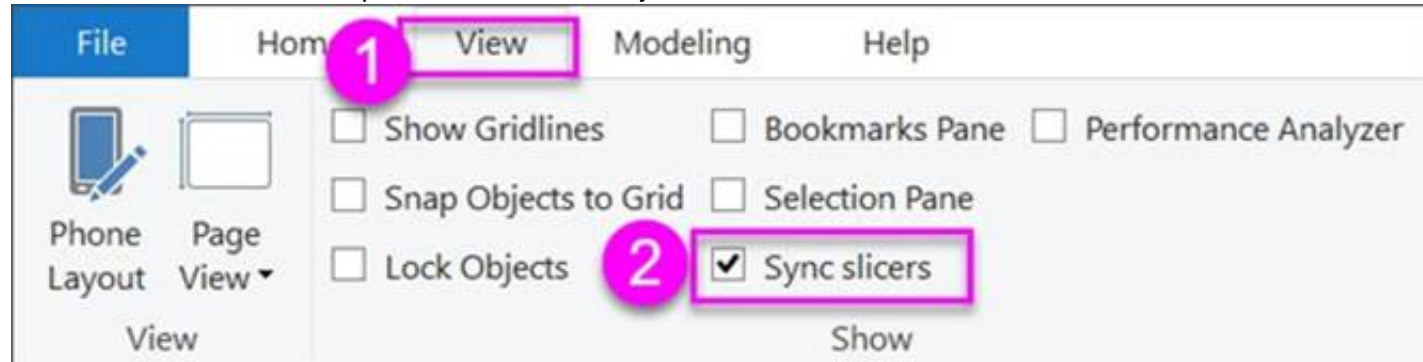 File Hom View Modeling Help
1
Show Gridlines Bookmarks Pane Performance Analyzer
Snap Objects to Grid Selection Pane
Phone Layout
Page View
Lock Objects 2 Sync slicers
View Show